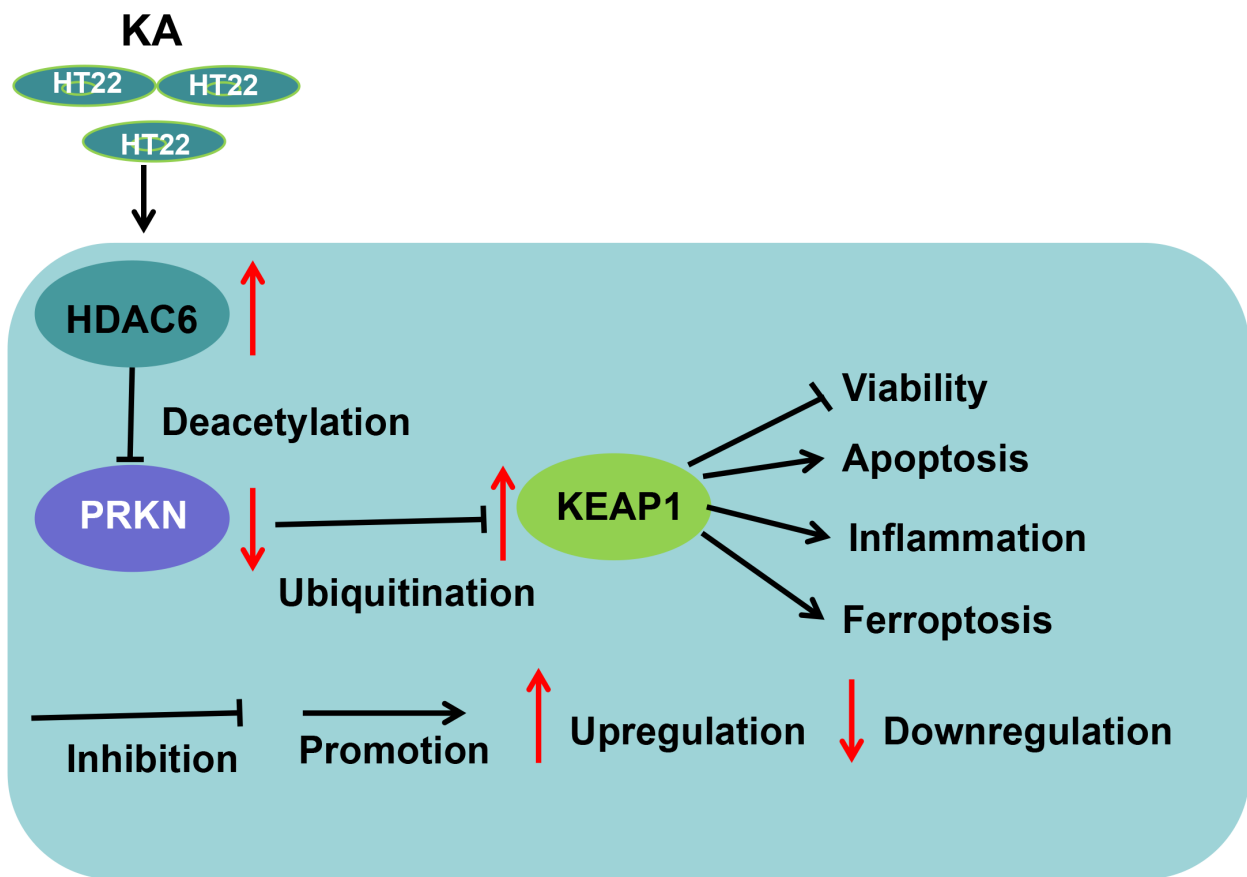 KA
HT22 HT22
HT22
HDAC6
Deacetylation
PRKN
Ubiquitination
KEAP1
Viability
Apoptosis
Inflammation
Ferroptosis
Inhibition
Promotion
Upregulation
Downregulation